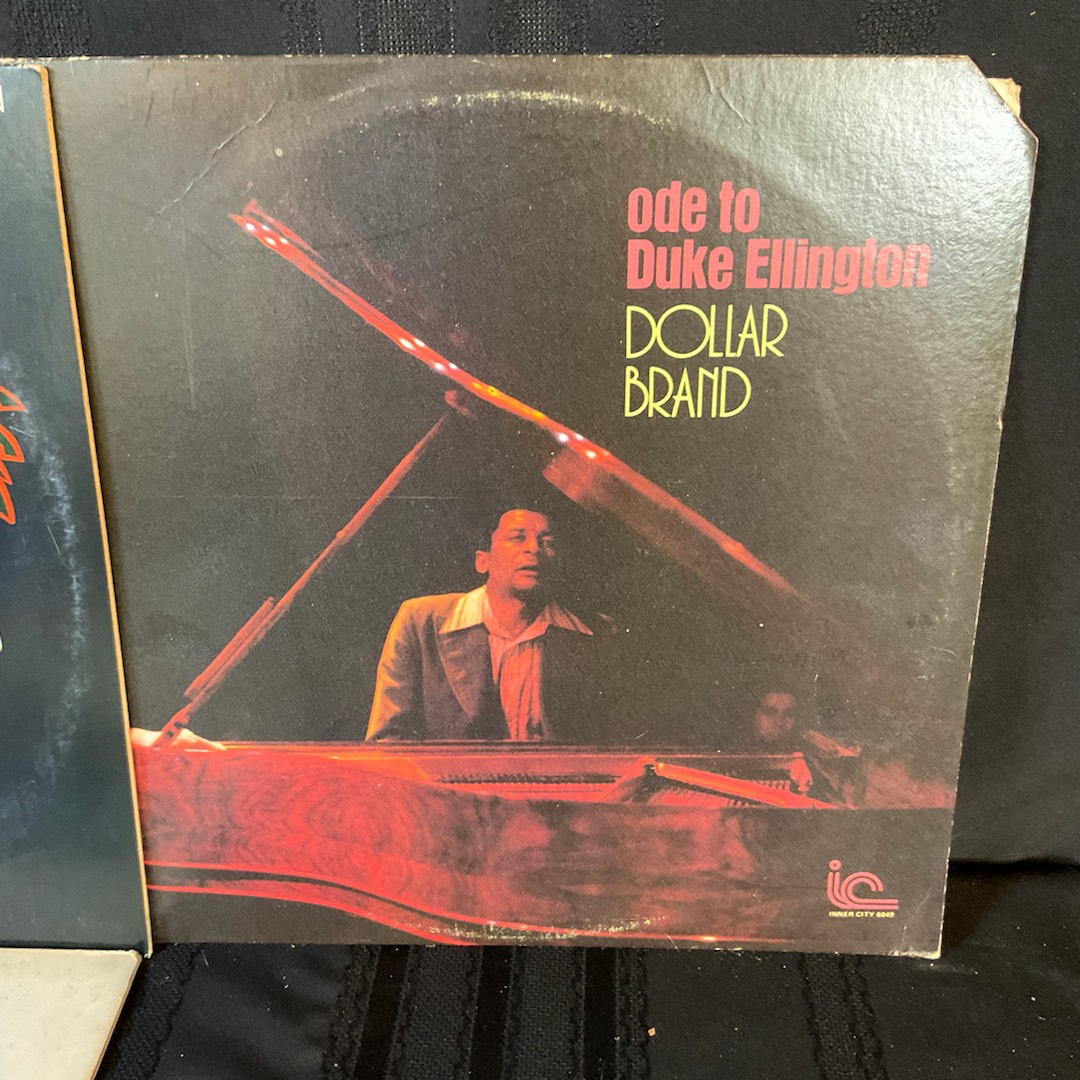 ode to
Duke Ellington
DOLLAR
BRAND
ic
INNER CITY 6049